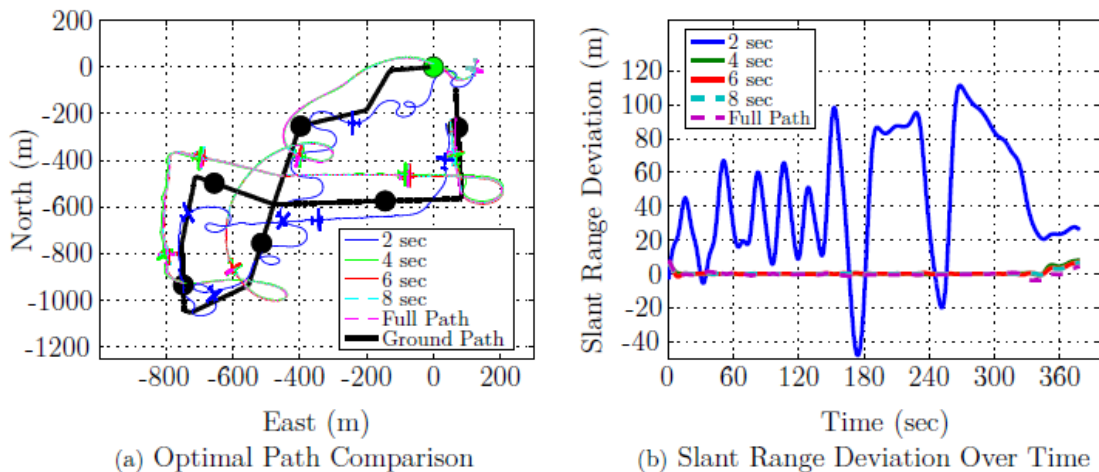 200
0
-200
-400
-600
-800
-1000
-1200
North (m)
-800
-600
-400
-200
0
200
East (m)
2 sec
4 sec
6 sec
8 sec
Full Path
Ground Path
(a) Optimal Path Comparison
120
100
80
60
40
20
0
-20
-40
Slant Range Deviation (m)
0
60
120
180
240
300
360
Time (sec)
2 sec
4 sec
6 sec
8 sec
Full Path
(b) Slant Range Deviation Over Time